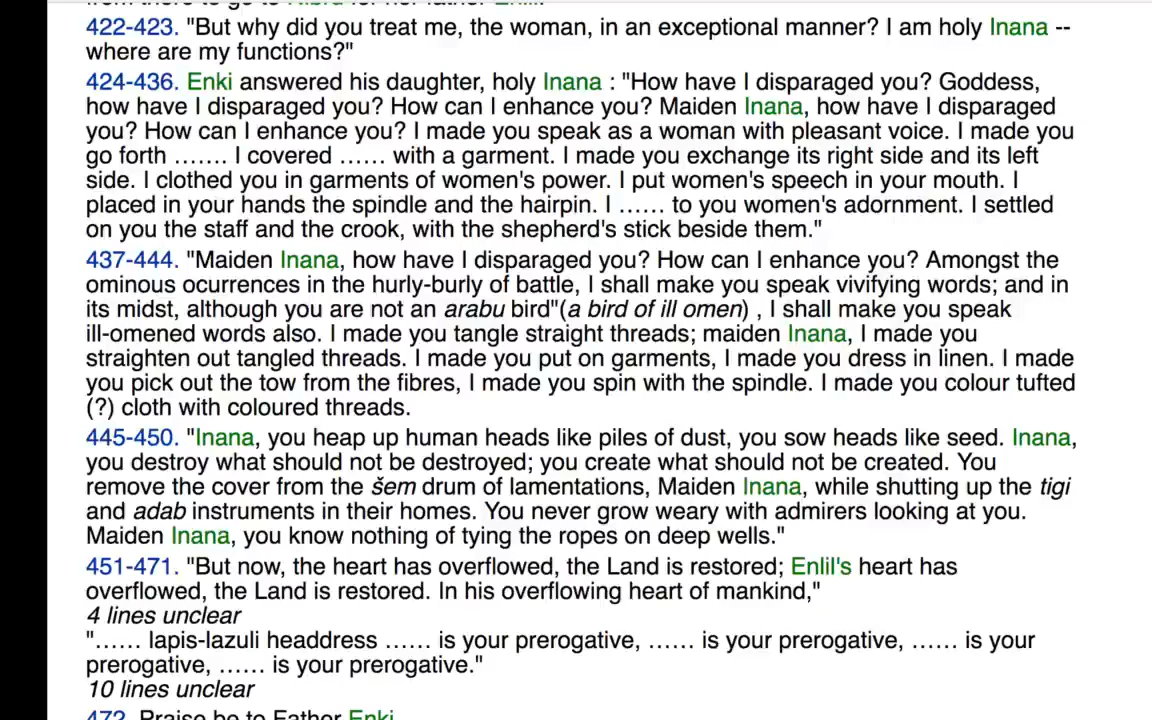 from there to go to Nibru for her father Enlil.
422-423. "But why did you treat me, the woman, in an exceptional manner? I am holy Inana --
where are my functions?"
424-436. Enki answered his daughter, holy Inana : "How have I disparaged you? Goddess,
how have I disparaged you? How can I enhance you? Maiden Inana, how have I disparaged
you? How can I enhance you? I made you speak as a woman with pleasant voice. I made you
go forth ....... I covered ...... with a garment. I made you exchange its right side and its left
side. I clothed you in garments of women's power. I put women's speech in your mouth. I
placed in your hands the spindle and the hairpin. I ...... to you women's adornment. I settled
on you the staff and the crook, with the shepherd's stick beside them."
437-444. "Maiden Inana, how have I disparaged you? How can I enhance you? Amongst the
ominous ocurrences in the hurly-burly of battle, I shall make you speak vivifying words; and in
its midst, although you are not an arabu bird"(a bird of ill omen) , I shall make you speak
ill-omened words also. I made you tangle straight threads; maiden Inana, I made you
straighten out tangled threads. I made you put on garments, I made you dress in linen. I made
you pick out the tow from the fibres, I made you spin with the spindle. I made you colour tufted
(?) cloth with coloured threads.
445-450. "Inana, you heap up human heads like piles of dust, you sow heads like seed. Inana,
you destroy what should not be destroyed; you create what should not be created. You
remove the cover from the šem drum of lamentations, Maiden Inana, while shutting up the tigi
and adab instruments in their homes. You never grow weary with admirers looking at you.
Maiden Inana, you know nothing of tying the ropes on deep wells."
451-471. "But now, the heart has overflowed, the Land is restored; Enlil's heart has
overflowed, the Land is restored. In his overflowing heart of mankind,"
4 lines unclear
"...... lapis-lazuli headdress ...... is your prerogative, ...... is your prerogative, ...... is your
prerogative, ...... is your prerogative."
10 lines unclear
472. Praise be to Father Enki.